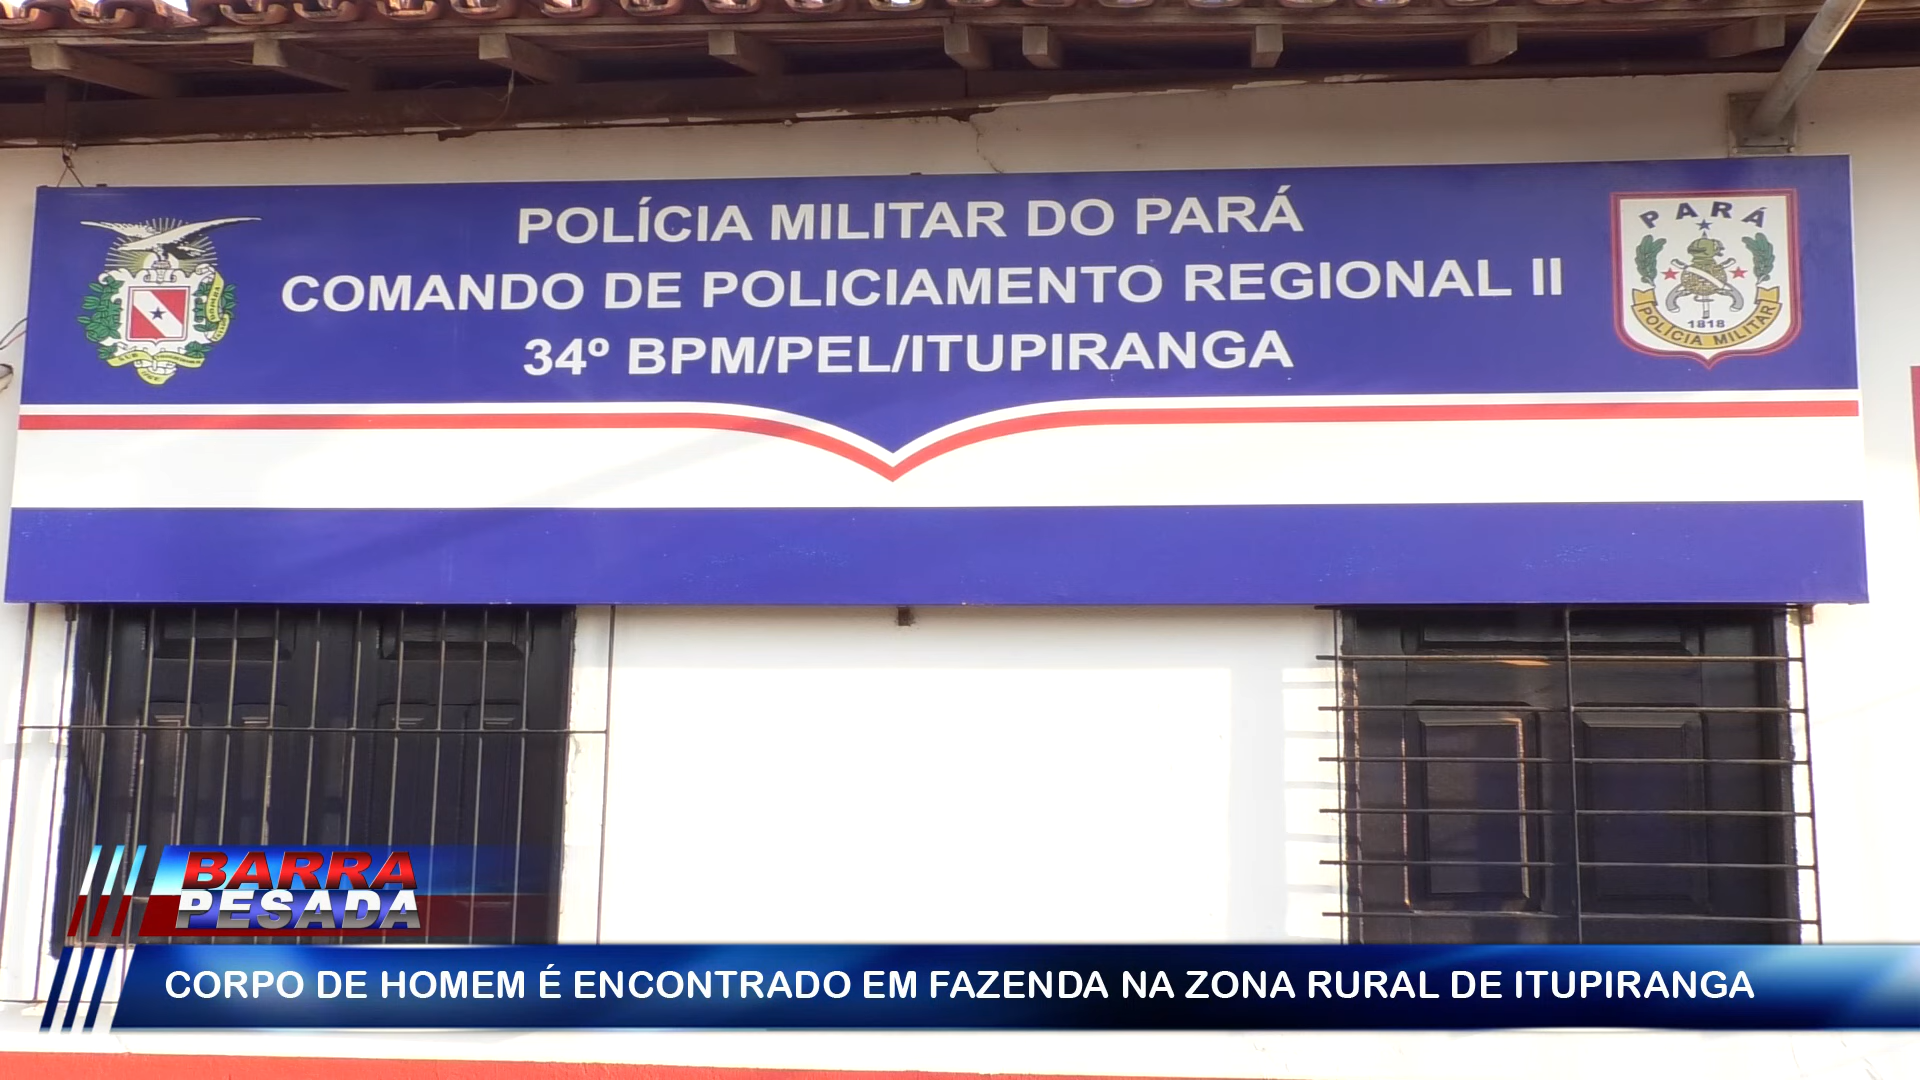 POLÍCIA MILITAR DO PARÁ
COMANDO DE POLICIAMENTO REGIONAL II
34º BPM/PEL/ITUPIRANGA
PARÁ
1818
POLÍCIA MILITAR
BARRA
PESADA
CORPO DE HOMEM É ENCONTRADO EM FAZENDA NA ZONA RURAL DE ITUPIRANGA